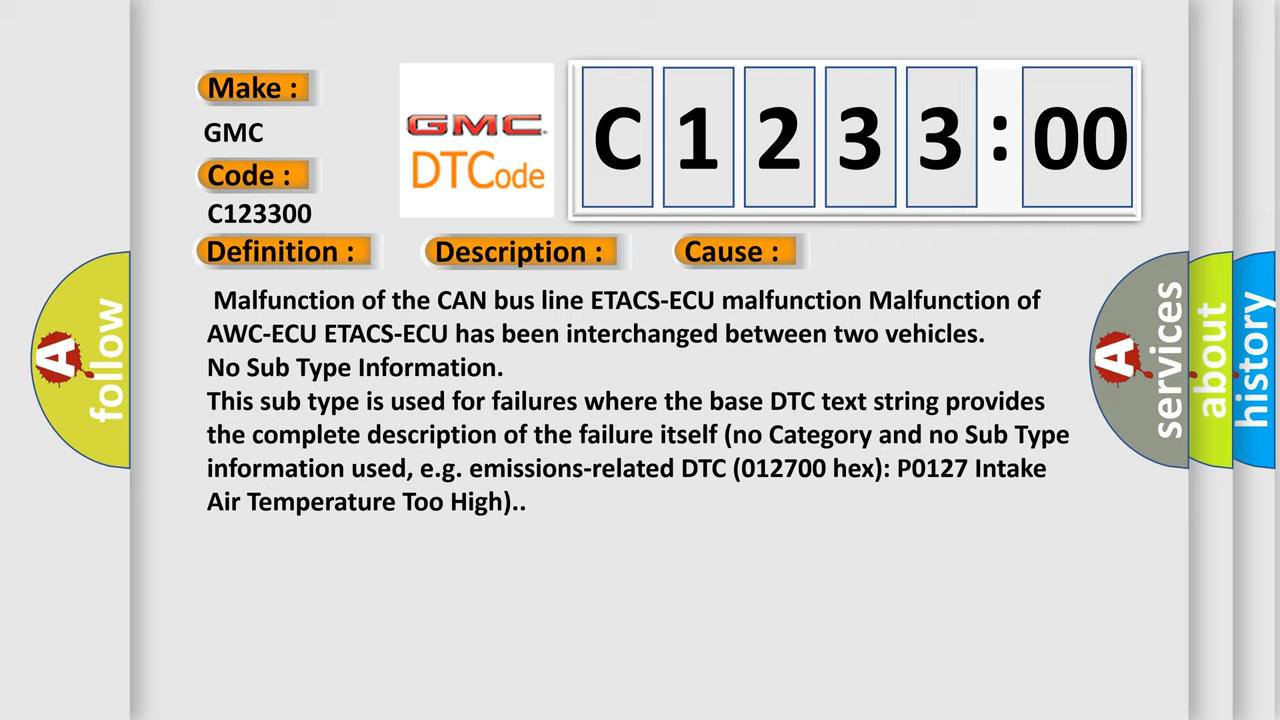 Make :
GMC
Code :
C123300
GMC
DTCode
C1233:00
Definition :
Description :
Cause :
Malfunction of the CAN bus line ETACS-ECU malfunction Malfunction of
AWC-ECU ETACS-ECU has been interchanged between two vehicles.
No Sub Type Information.
This sub type is used for failures where the base DTC text string provides
the complete description of the failure itself (no Category and no Sub Type
information used, e.g. emissions-related DTC (012700 hex): P0127 Intake
Air Temperature Too High)..
A follow
A services
about
history